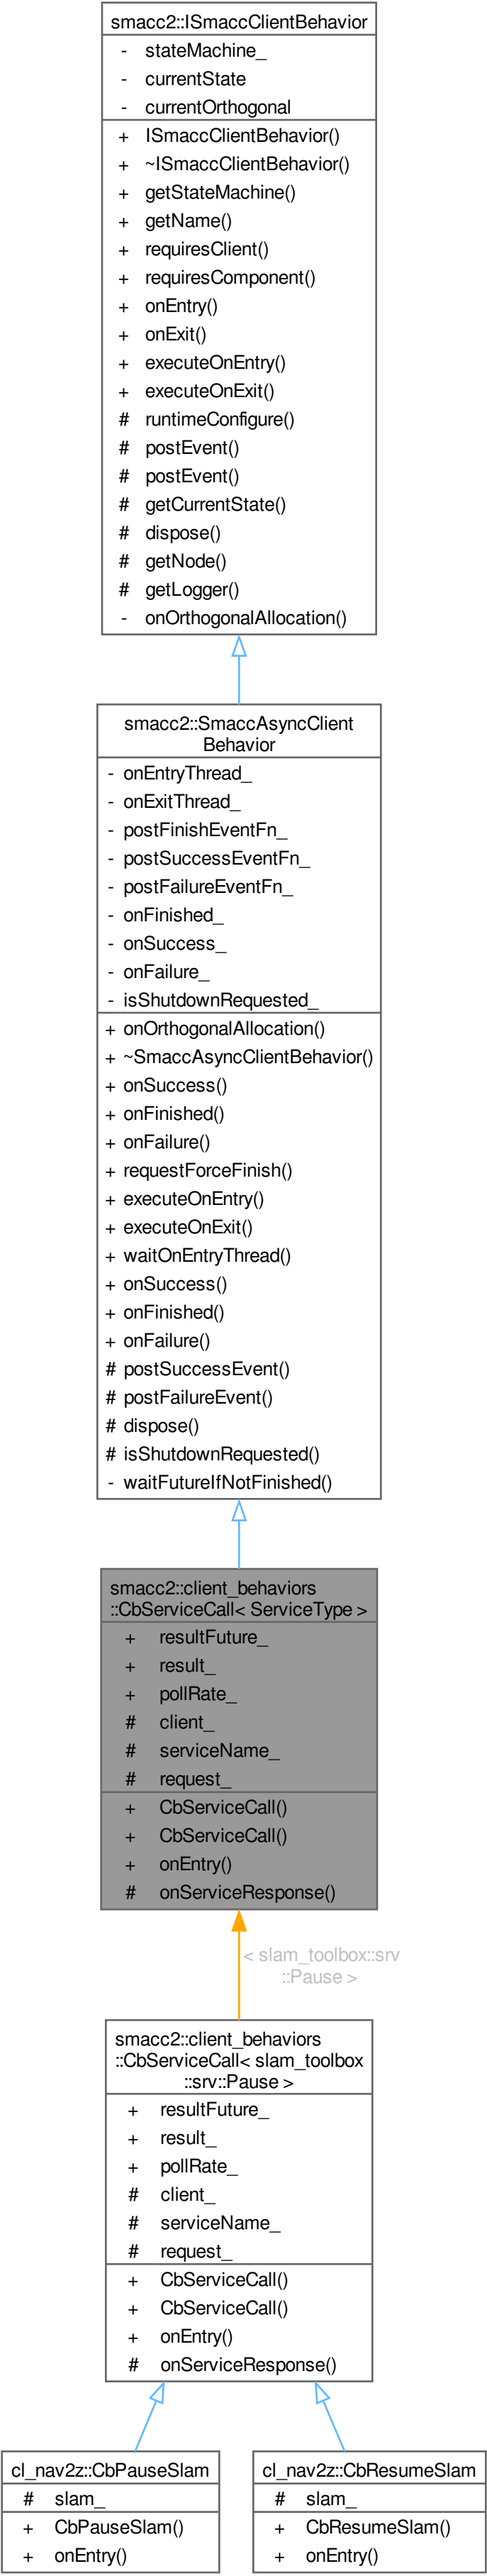 smacc2::ISmaccClientBehavior
- stateMachine_
- currentState
- currentOrthogonal
+ ISmaccClientBehavior()
+ ~ISmaccClientBehavior()
+ getStateMachine()
+ getName()
+ requiresClient()
+ requiresComponent()
+ onEntry()
+ onExit()
+ executeOnEntry()
+ executeOnExit()
# runtimeConfigure()
# postEvent()
# postEvent()
# getCurrentState()
# dispose()
# getNode()
# getLogger()
- onOrthogonalAllocation()
smacc2::SmaccAsyncClient
Behavior
- onEntryThread_
- onExitThread_
- postFinishEventFn_
- postSuccessEventFn_
- postFailureEventFn_
- onFinished_
- onSuccess_
- onFailure_
- isShutdownRequested_
+ onOrthogonalAllocation()
+ ~SmaccAsyncClientBehavior()
+ onSuccess()
+ onFinished()
+ onFailure()
+ requestForceFinish()
+ executeOnEntry()
+ executeOnExit()
+ waitOnEntryThread()
+ onSuccess()
+ onFinished()
+ onFailure()
# postSuccessEvent()
# postFailureEvent()
# dispose()
# isShutdownRequested()
- waitFutureIfNotFinished()
smacc2::client_behaviors
::CbServiceCall< ServiceType >
+ resultFuture_
+ result_
+ pollRate_
# client_
# serviceName_
# request_
+ CbServiceCall()
+ CbServiceCall()
+ onEntry()
# onServiceResponse()
< slam_toolbox::srv
::Pause >
smacc2::client_behaviors
::CbServiceCall< slam_toolbox
::srv::Pause >
+ resultFuture_
+ result_
+ pollRate_
# client_
# serviceName_
# request_
+ CbServiceCall()
+ CbServiceCall()
+ onEntry()
# onServiceResponse()
cl_nav2z::CbPauseSlam
# slam_
+ CbPauseSlam()
+ onEntry()
cl_nav2z::CbResumeSlam
# slam_
+ CbResumeSlam()
+ onEntry()